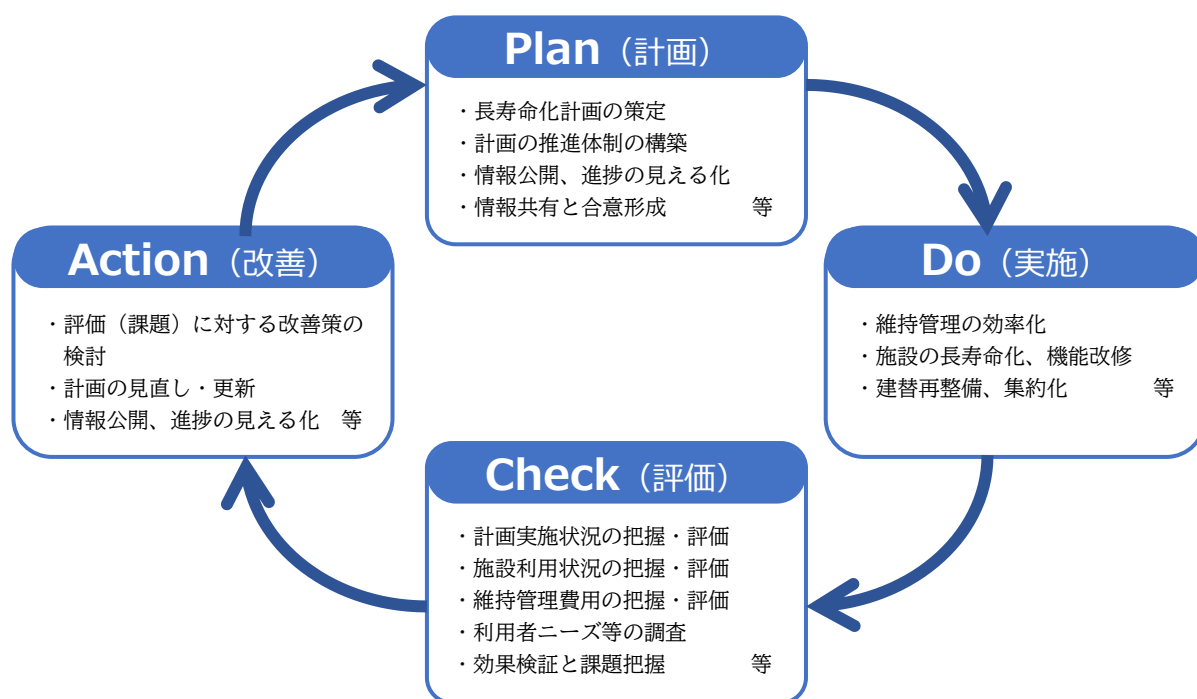 Plan（計画）
・長寿命化計画の策定
・計画の推進体制の構築
・情報公開、進捗の見える化
・情報共有と合意形成　　　　等
Do（実施）
・維持管理の効率化
・施設の長寿命化、機能改修
・建替再整備、集約化　　　　等
Check（評価）
・計画実施状況の把握・評価
・施設利用状況の把握・評価
・維持管理費用の把握・評価
・利用者ニーズ等の調査
・効果検証と課題把握　　　　等
Action（改善）
・評価（課題）に対する改善策の
検討
・計画の見直し・更新
・情報公開、進捗の見える化　等